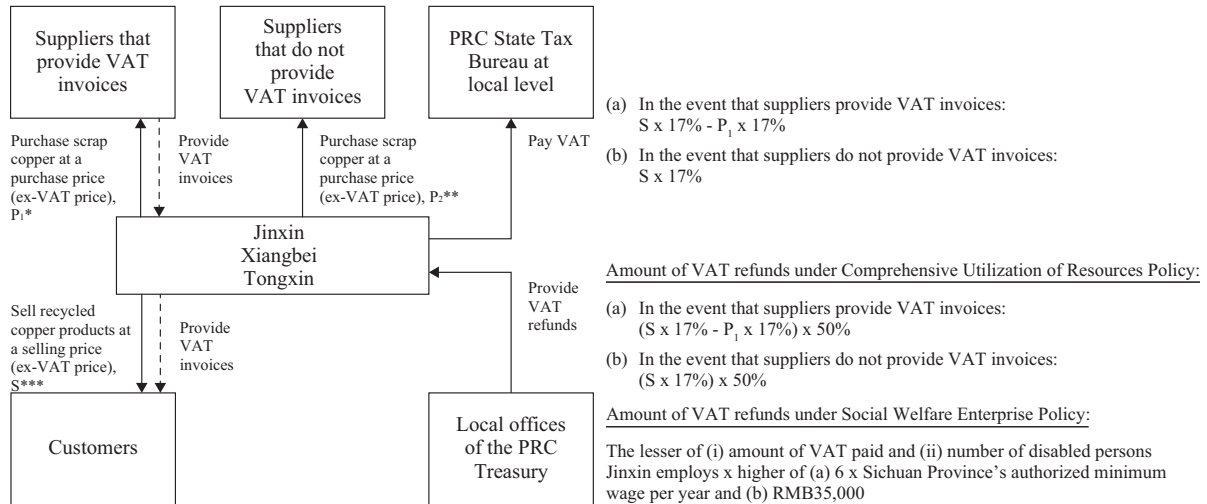 Suppliers that
provide VAT
invoices
Suppliers
that do not
provide
VAT invoices
PRC State Tax
Bureau at
local level
(a) In the event that suppliers provide VAT invoices:
S x 17% - P1 x 17%
(b) In the event that suppliers do not provide VAT invoices:
S x 17%
Purchase scrap
copper at a
purchase price
(ex-VAT price),
P1*
Provide
VAT
invoices
Purchase scrap
copper at a
purchase price
(ex-VAT price), P2**
Pay VAT
Jinxin
Xiangbei
Tongxin
Sell recycled
copper products at
a selling price
(ex-VAT price),
S***
Provide
VAT
invoices
Provide
VAT
refunds
Customers
Local offices
of the PRC
Treasury
Amount of VAT refunds under Comprehensive Utilization of Resources Policy:
(a) In the event that suppliers provide VAT invoices:
(S x 17% - P1 x 17%) x 50%
(b) In the event that suppliers do not provide VAT invoices:
(S x 17%) x 50%
Amount of VAT refunds under Social Welfare Enterprise Policy:
The lesser of (i) amount of VAT paid and (ii) number of disabled persons
Jinxin employs x higher of (a) 6 x Sichuan Province's authorized minimum
wage per year and (b) RMB35,000